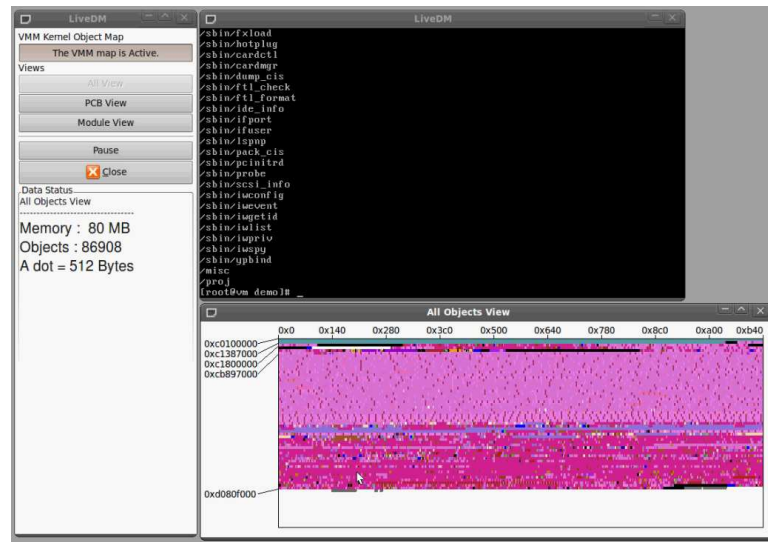 LiveDM
VMM Kernel Object Map
The VMM map is Active.
Views
All View
PCB View
Module View
Pause
Close
Data Status
All Objects View
Memory : 80 MB
Objects : 86908
A dot = 512 Bytes
LiveDM
/sbin/fxload
/sbin/hotplug
/sbin/cardctl
/sbin/cardmgr
/sbin/dump_cis
/sbin/ftl_check
/sbin/ftl_format
/sbin/ide_info
/sbin/ifport
/sbin/ifuser
/sbin/lspnp
/sbin/pack_cis
/sbin/pcinitrd
/sbin/probe
/sbin/scsi_info
/sbin/iwconfig
/sbin/iwevent
/sbin/iwgetid
/sbin/iwlist
/sbin/iwpriv
/sbin/iwspy
/sbin/ypbind
/misc
/proj
[root@vm demo]# _
All Objects View
0x0 0x140 0x280 0x3c0 0x500 0x640 0x780 0x8c0 0xa00 0xb40
0xc0100000
0xc1387000
0xc1800000
0xcb897000
0xd080f000